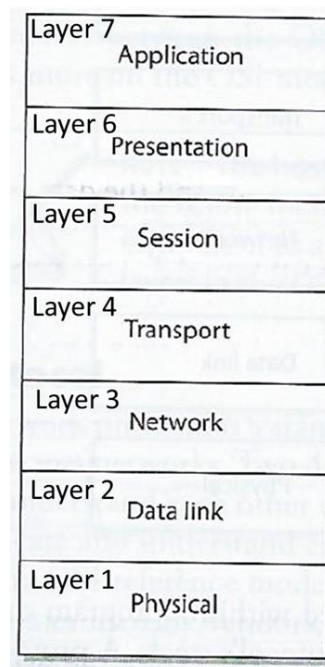 Layer 7
Application
Layer 6
Presentation
Layer 5
Session
Layer 4
Transport
Layer 3
Network
Layer 2
Data link
Layer 1
Physical